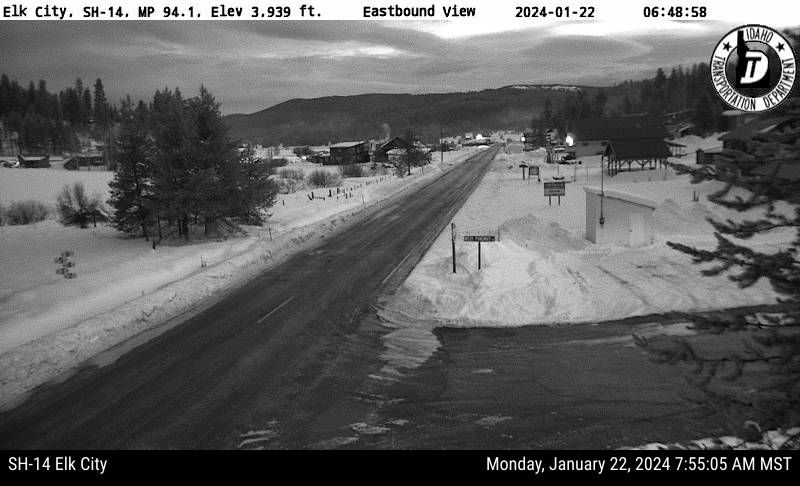 Elk City, SH-14, MP 94.1, Elev 3,939 ft. Eastbound View 2024-01-22 06:48:58
IDAHO
TRANSPORTATION DEPARTMENT
SH-14 Elk City
Monday, January 22, 2024 7:55:05 AM MST